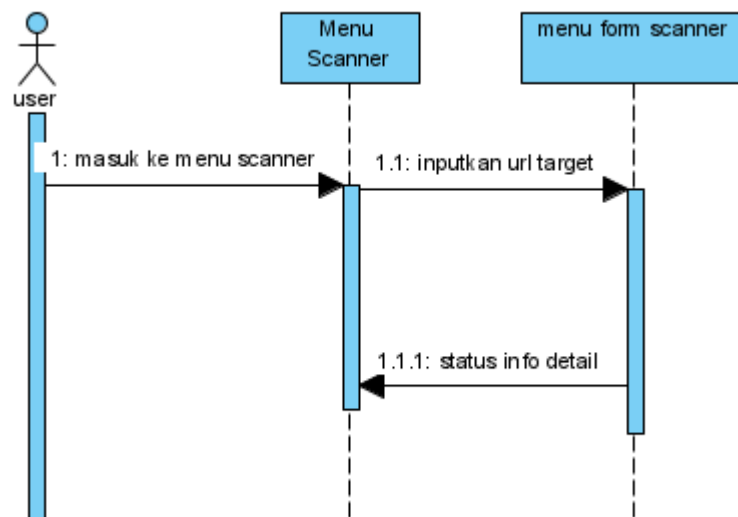 Menu
Scanner
menu form scanner
user
1: masuk ke menu scanner
1.1: inputkan url target
1.1.1: status info detail